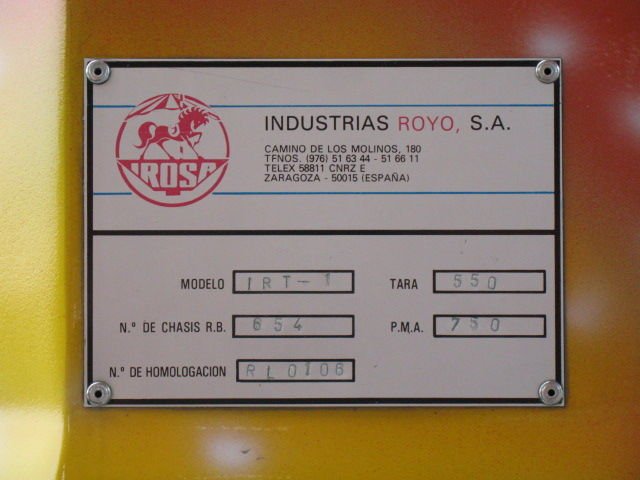 IROSA
INDUSTRIAS ROYO, S.A.
CAMINO DE LOS MOLINOS, 180
TFNOS. (976) 51 63 44 - 51 66 11
TELEX 58811 CNRZ E
ZARAGOZA - 50015 (ESPAÑA)
MODELO IRT-1 TARA 550
N.º DE CHASIS R.B. 654 P.M.A. 750
N.º DE HOMOLOGACION RL0106